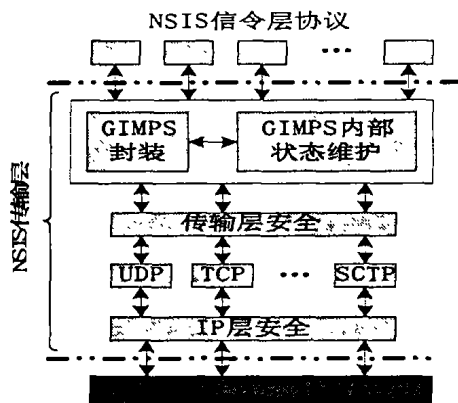 NSIS信令层协议
...
NSIS传输层
GIMPS
封装
GIMPS内部
状态维护
传输层安全
UDP
TCP
...
SCTP
IP层安全